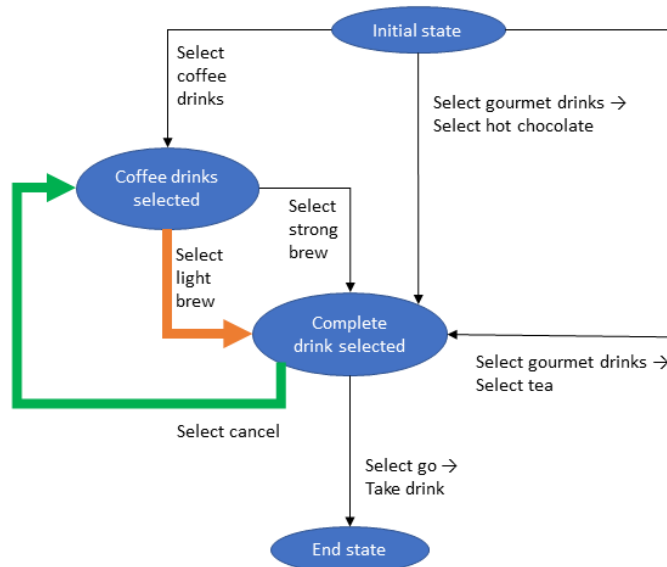 Initial state
Select
coffee
drinks
Select gourmet drinks →
Select hot chocolate
Coffee drinks
selected
Select
strong
brew
Select
light
brew
Complete
drink selected
Select gourmet drinks →
Select tea
Select cancel
Select go →
Take drink
End state